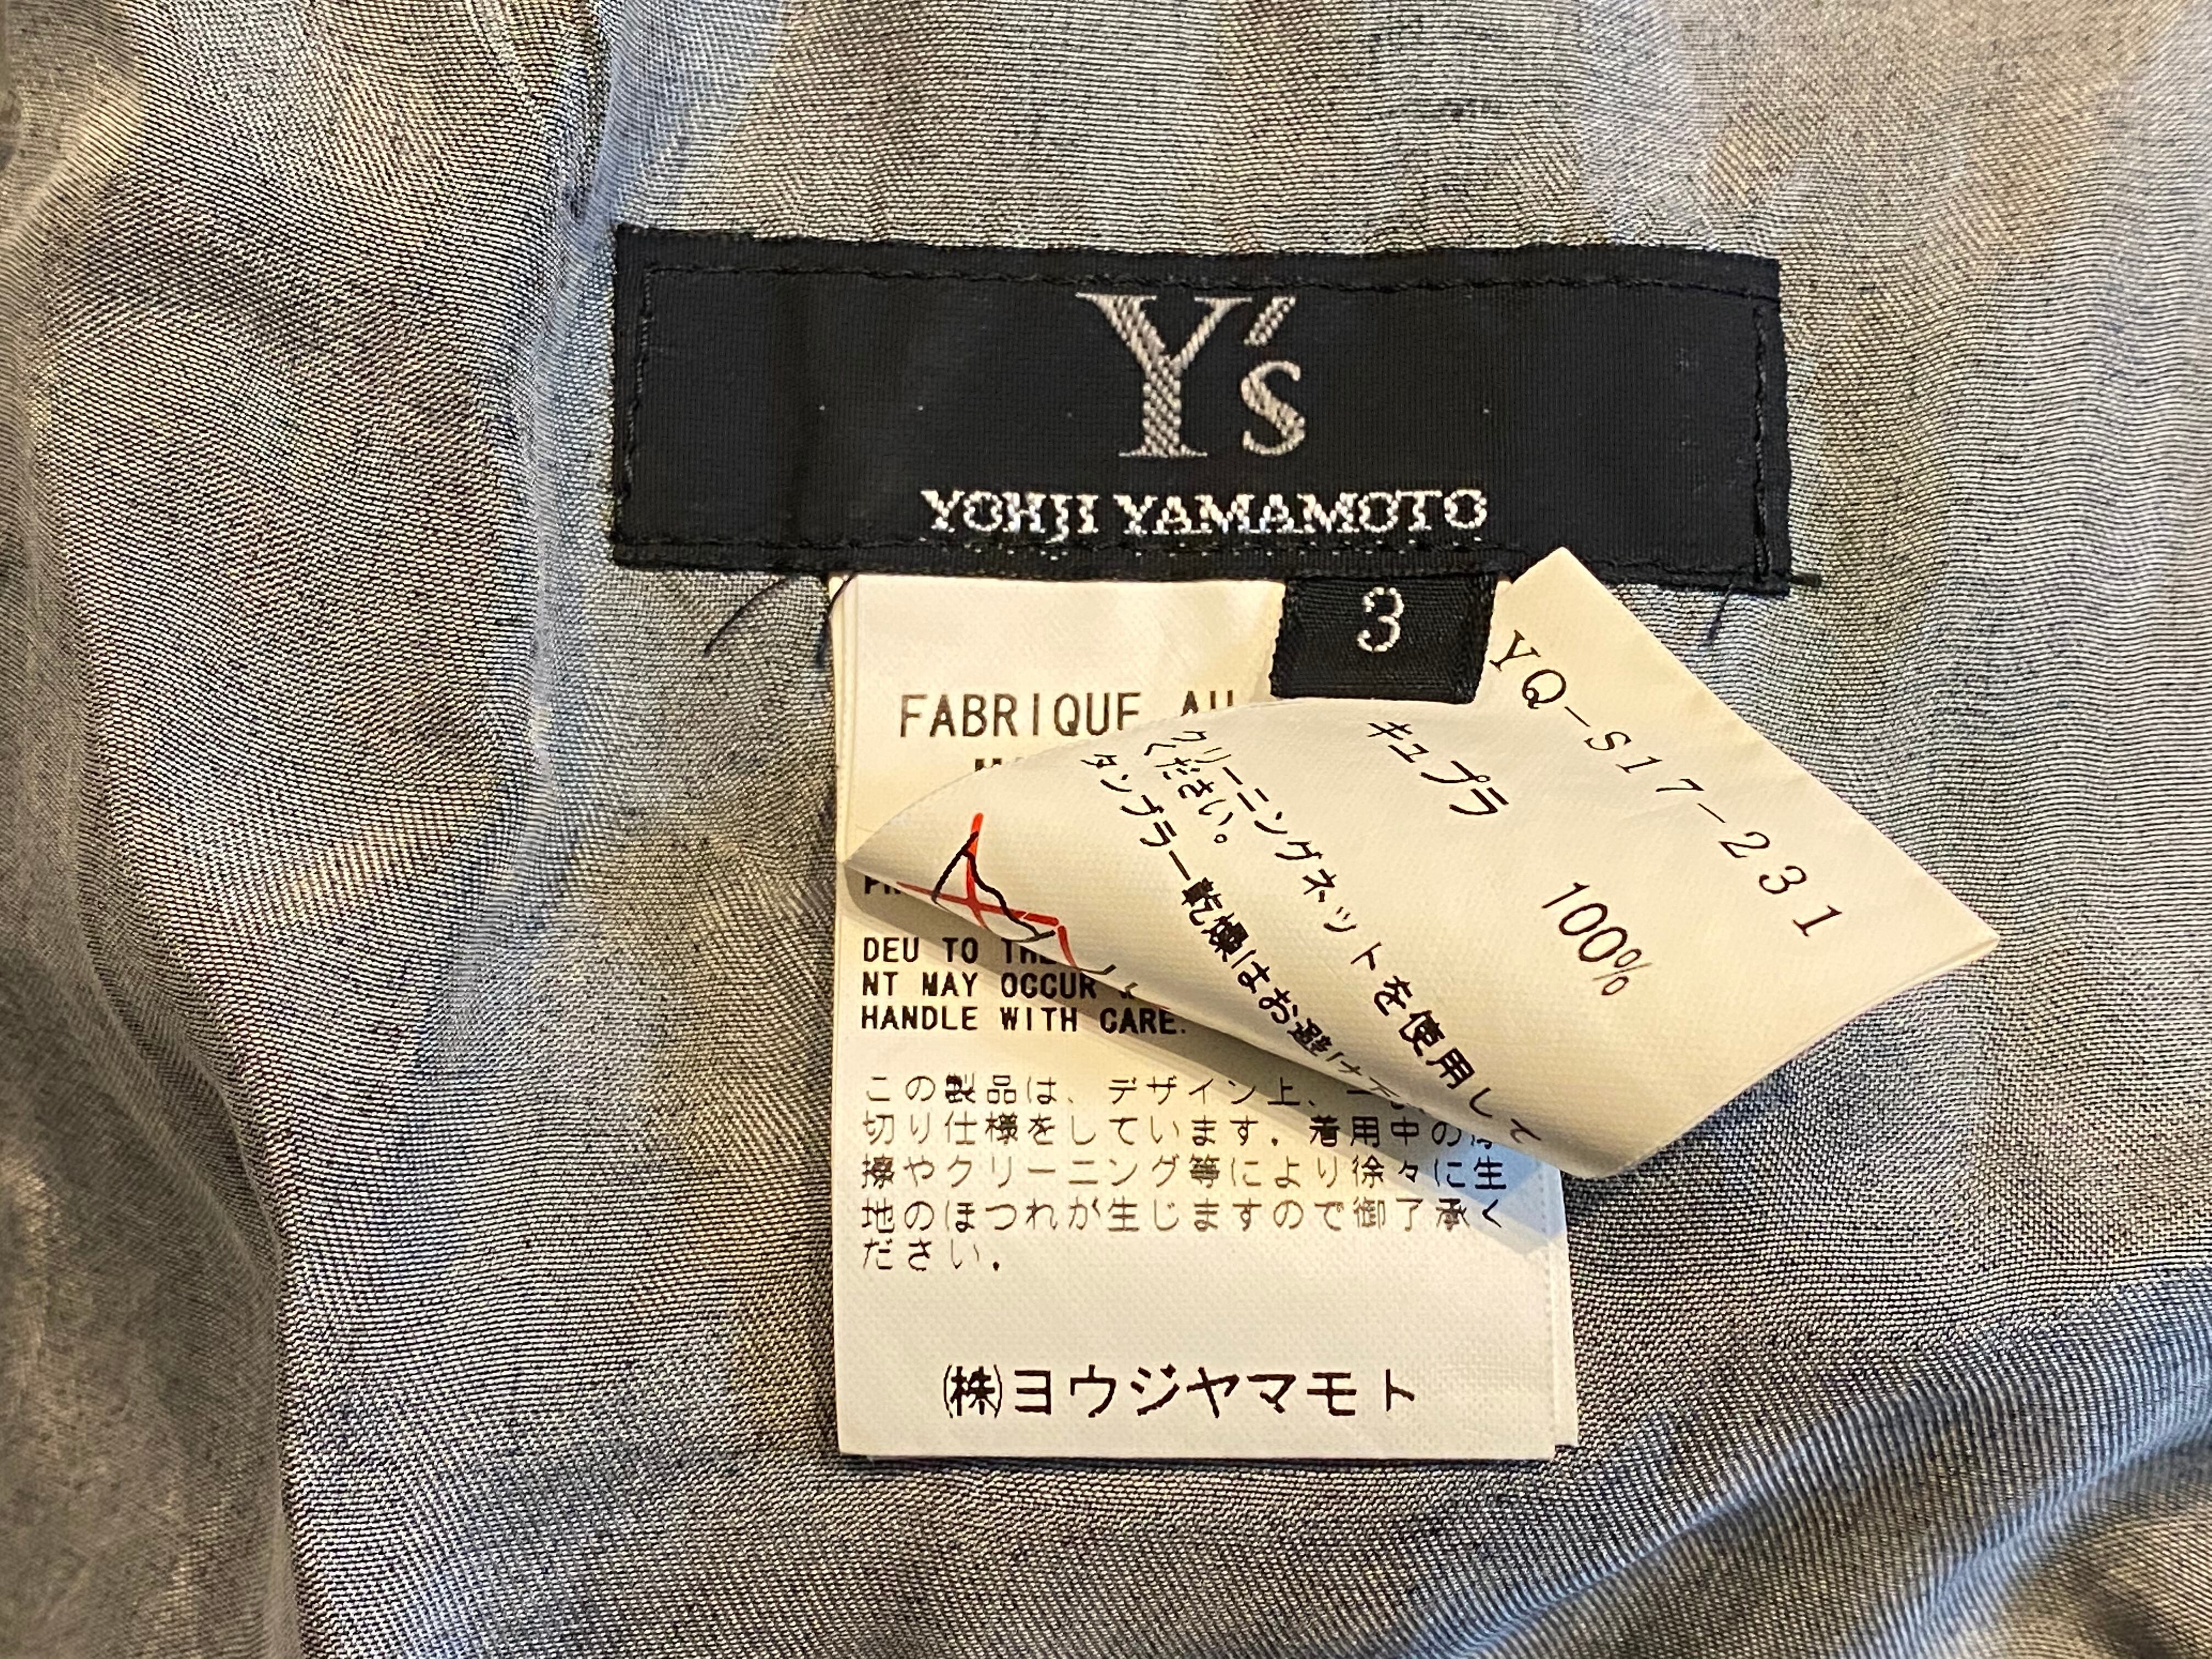 Y's
YOHJI YAMAMOTO
3
FABRIQUE AU
YQ-S17-231
キュプラ 100%
クリーニングネットを使用して
ください。
タンブラー乾燥はお避け
DEU TO THE
NT MAY OCCUR
HANDLE WITH CARE.
この製品は、デザイン上、一
切り仕様をしています．着用中の
擦やクリーニング等により徐々に生
地のほつれが生じますので御了承く
ださい．
㈱ヨウジヤマモト